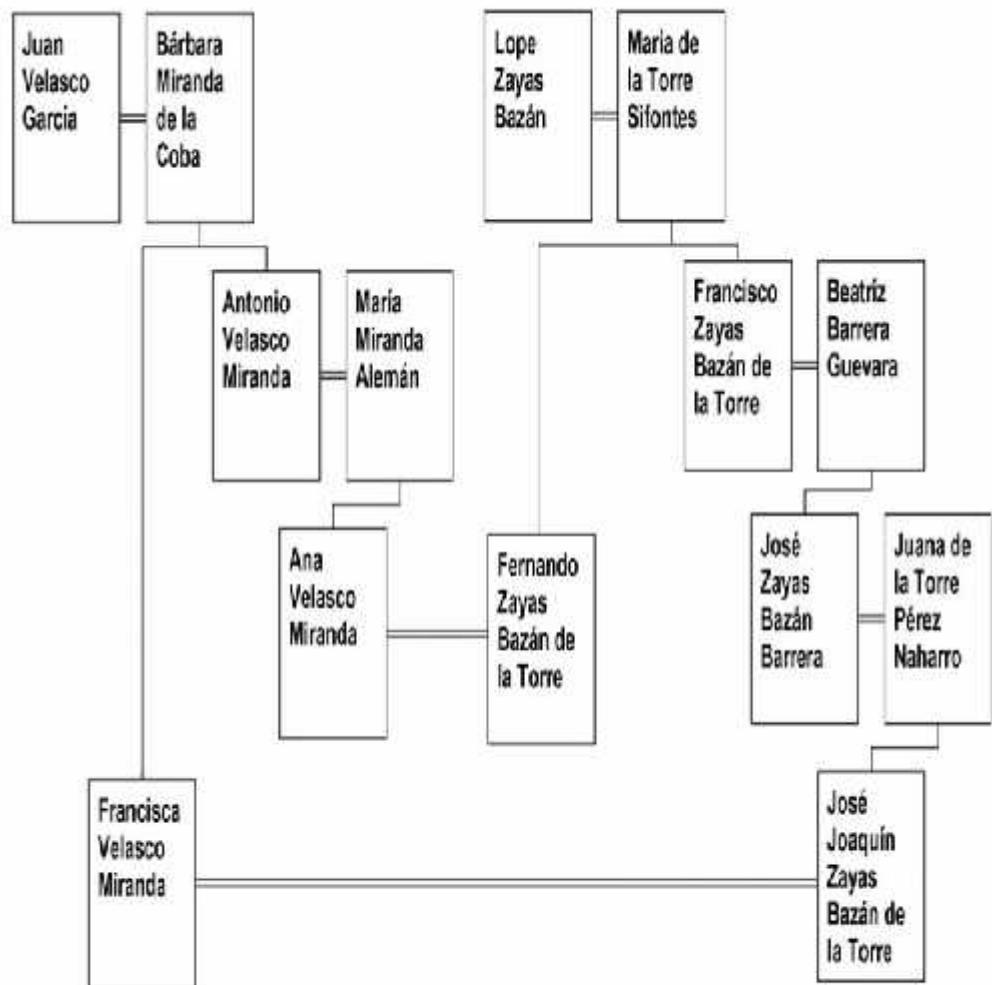 Juan
Velasco
Garcia
Bárbara
Miranda
de la
Coba
Lope
Zayas
Bazán
Maria de
la Torre
Sifontes
Antonio
Velasco
Miranda
María
Miranda
Alemán
Francisco
Zayas
Bazán de
la Torre
Beatríz
Barrera
Guevara
Ana
Velasco
Miranda
Fernando
Zayas
Bazán de
la Torre
José
Zayas
Bazán
Barrera
Juana de
la Torre
Pérez
Naharro
Francisca
Velasco
Miranda
José
Joaquín
Zayas
Bazán de
la Torre